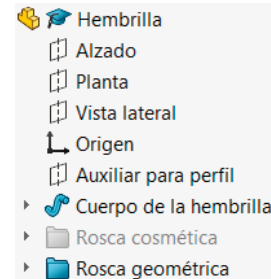 Hembrilla
Alzado
Planta
Vista lateral
Origen
Auxiliar para perfil
Cuerpo de la hembrilla
Rosca cosmética
Rosca geométrica